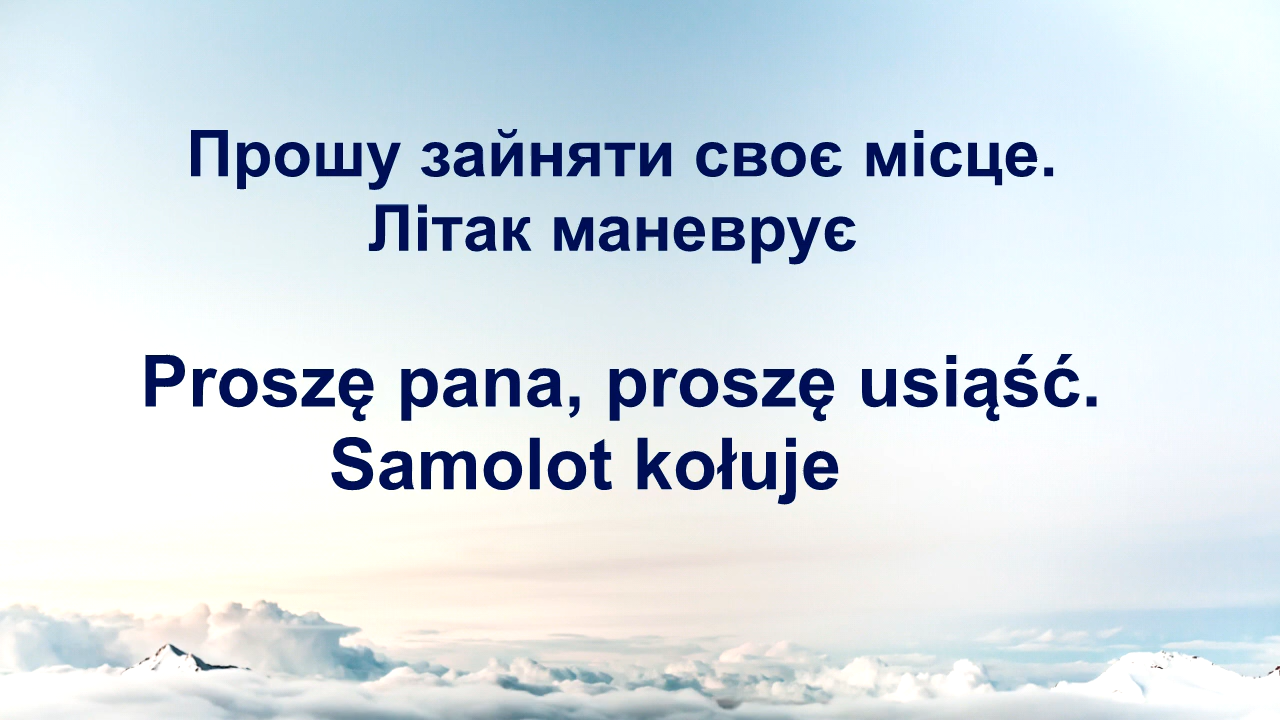 Прошу зайняти своє місце.
Літак маневрує
Proszę pana, proszę usiąść.
Samolot kołuje